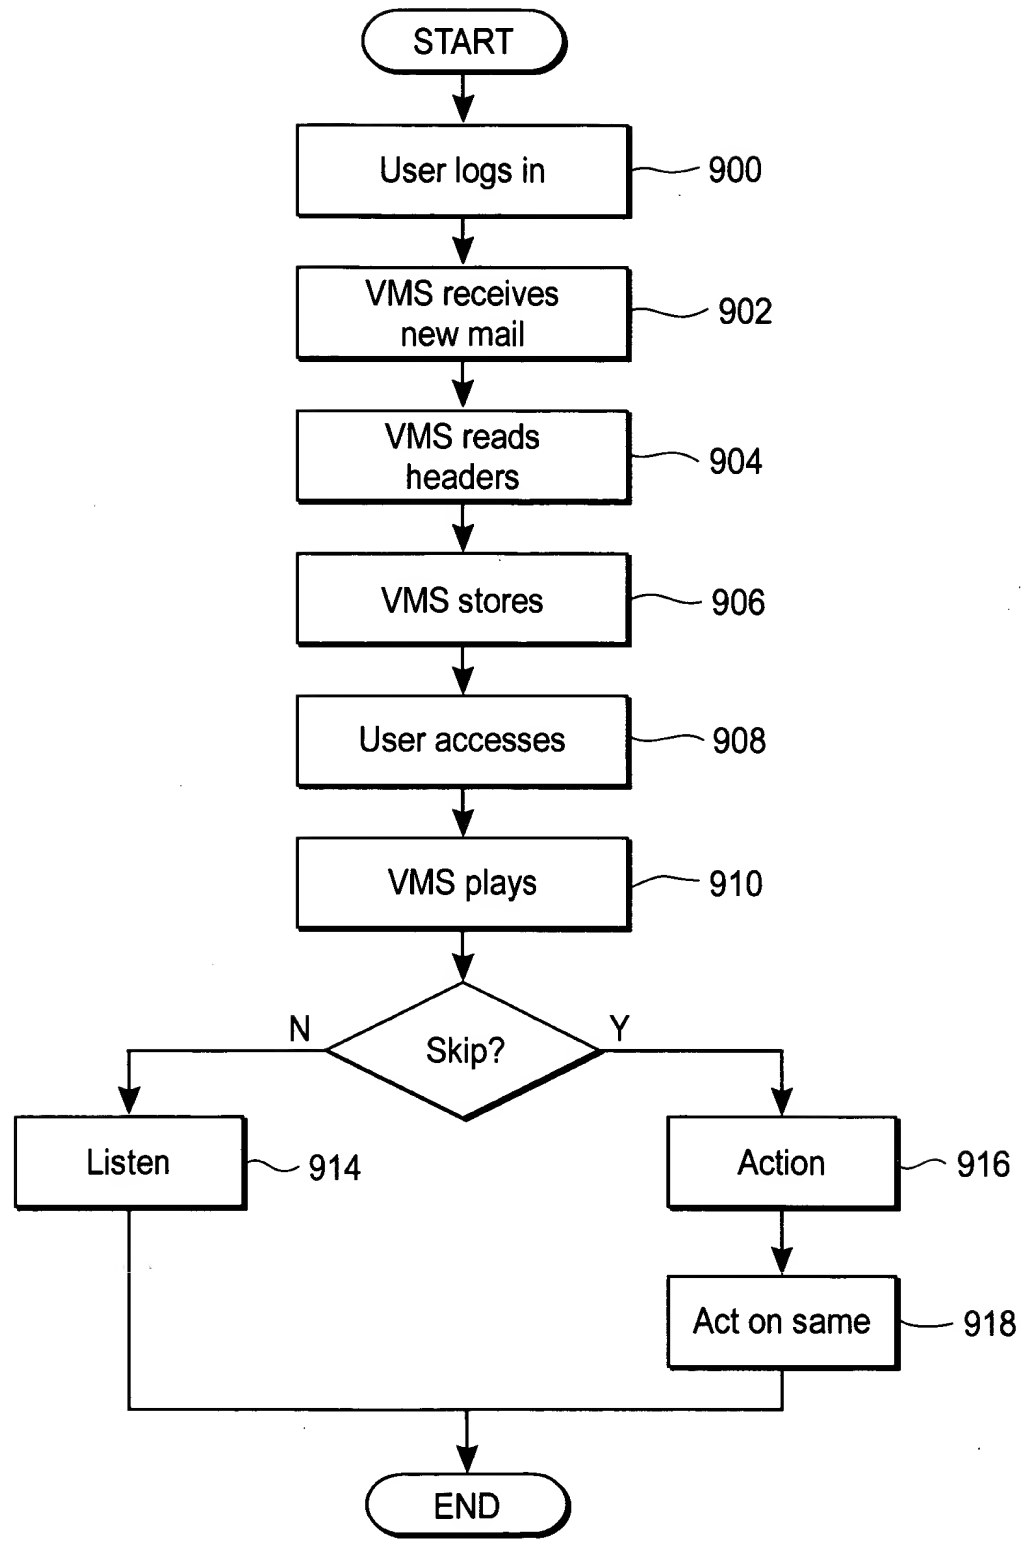 START
User logs in
900
VMS receives
new mail
902
VMS reads
headers
904
VMS stores
906
User accesses
908
VMS plays
910
N
Skip?
Y
Listen
914
Action
916
Act on same
918
END